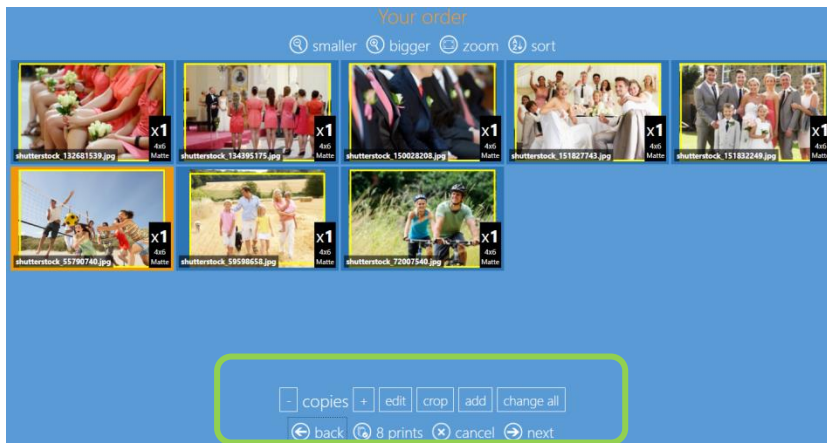 Your order
smaller bigger zoom sort
x1
4x6
shutterstock_132681539.jpg Matte
x1
4x6
shutterstock_134395175.jpg Matte
x1
4x6
shutterstock_150028208.jpg Matte
x1
4x6
shutterstock_151827743.jpg Matte
x1
4x6
shutterstock_151832249.jpg Matte
x1
4x6
shutterstock_55790740.jpg Matte
x1
4x6
shutterstock_59598658.jpg Matte
x1
4x6
shutterstock_72007540.jpg Matte
- copies + edit crop add change all
back 8 prints cancel next